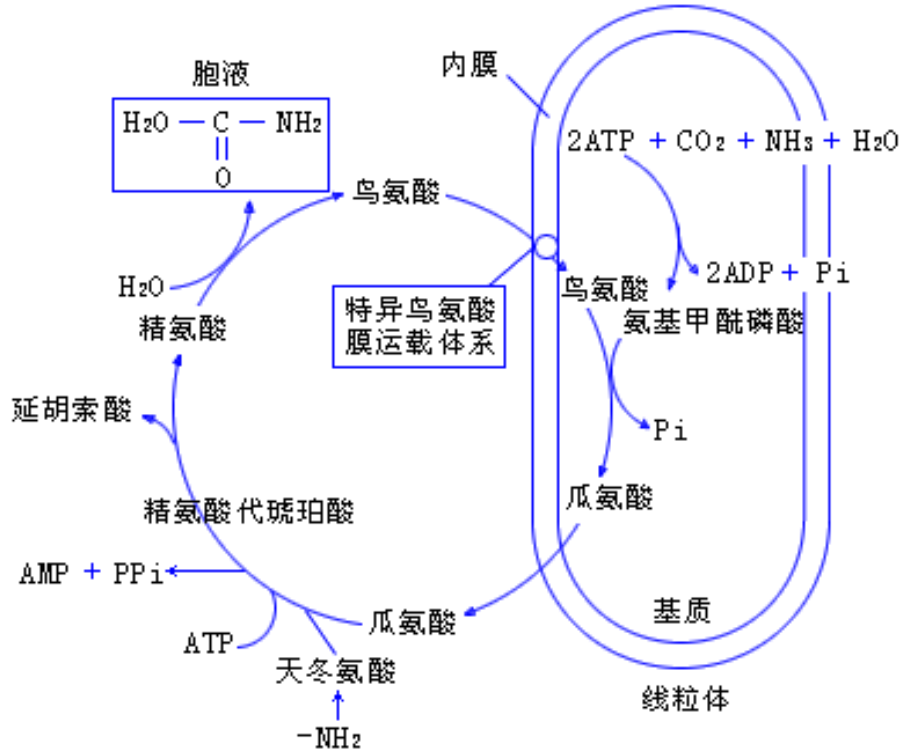 胞液
H₂O — C — NH₂
O
内膜
2ATP + CO₂ + NH₃ + H₂O
鸟氨酸
H₂O
2ADP + Pi
鸟氨酸
特异鸟氨酸
膜运载体系
氨基甲酰磷酸
精氨酸
延胡索酸
Pi
瓜氨酸
精氨酸代琥珀酸
AMP + PPi
瓜氨酸
基质
ATP
天冬氨酸
线粒体
-NH₂